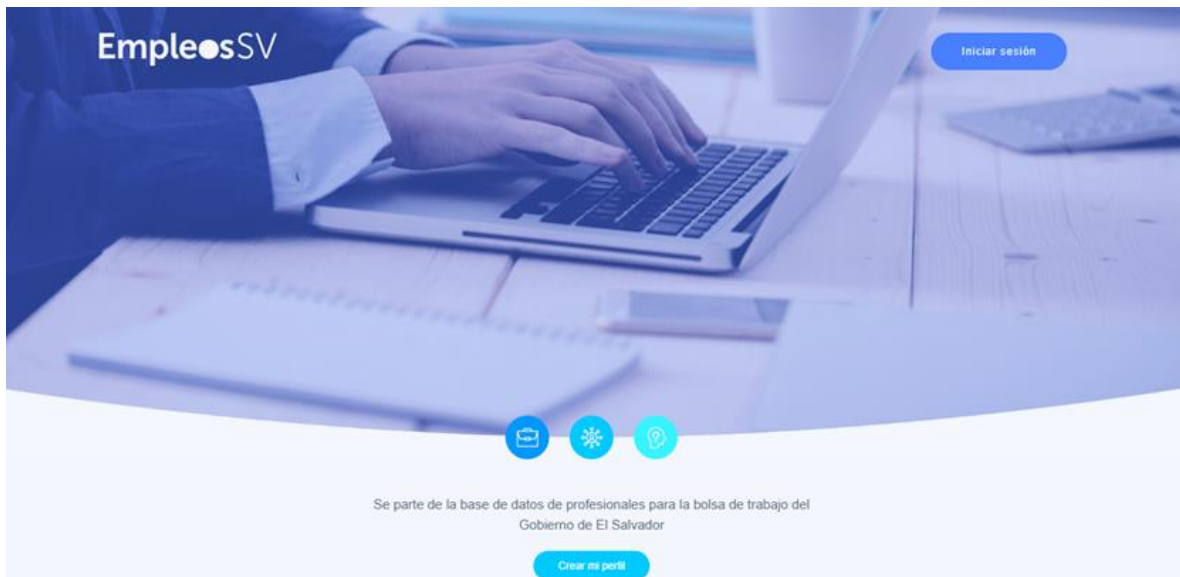 EmpleosSV
Iniciar sesión
Se parte de la base de datos de profesionales para la bolsa de trabajo del
Gobierno de El Salvador
Crear mi perfil